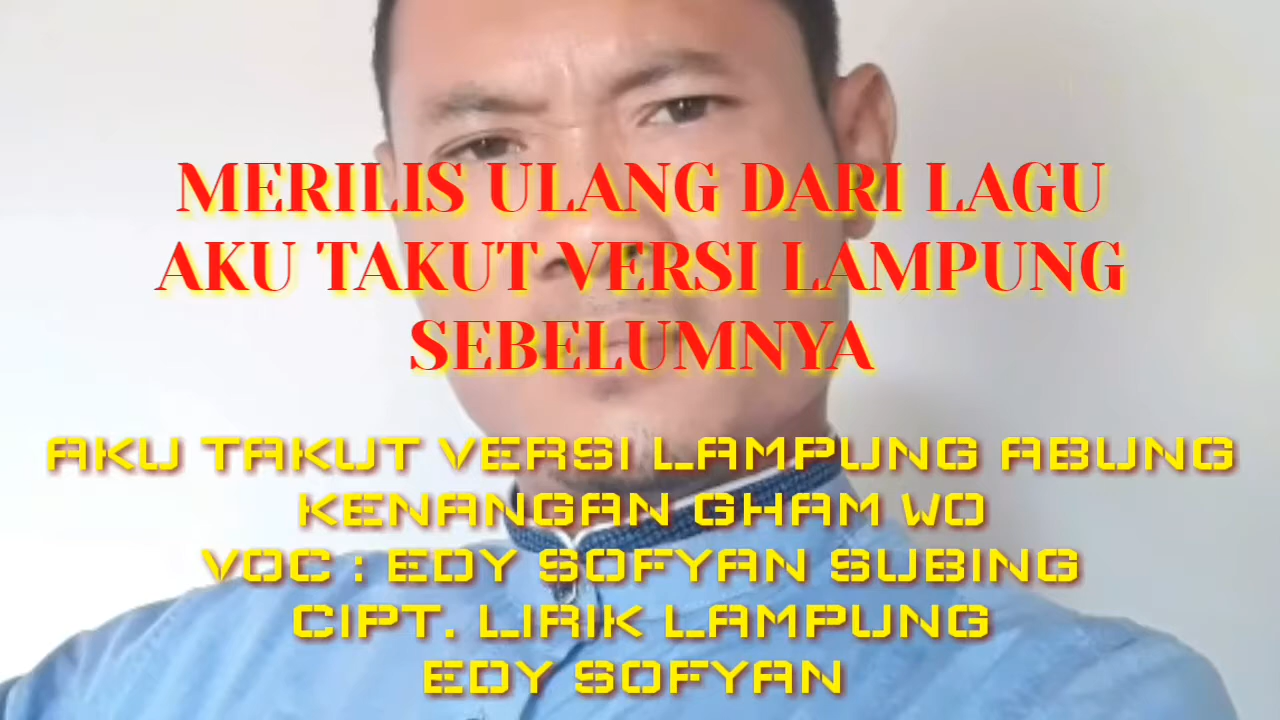 MERILIS ULANG DARI LAGU
AKU TAKUT VERSI LAMPUNG
SEBELUMNYA
AKU TAKUT VERSI LAMPUNG ABUNG
KENANGAN GHAM WO
VOC : EDY SOFYAN SUBING
CIPT. LIRIK LAMPUNG
EDY SOFYAN